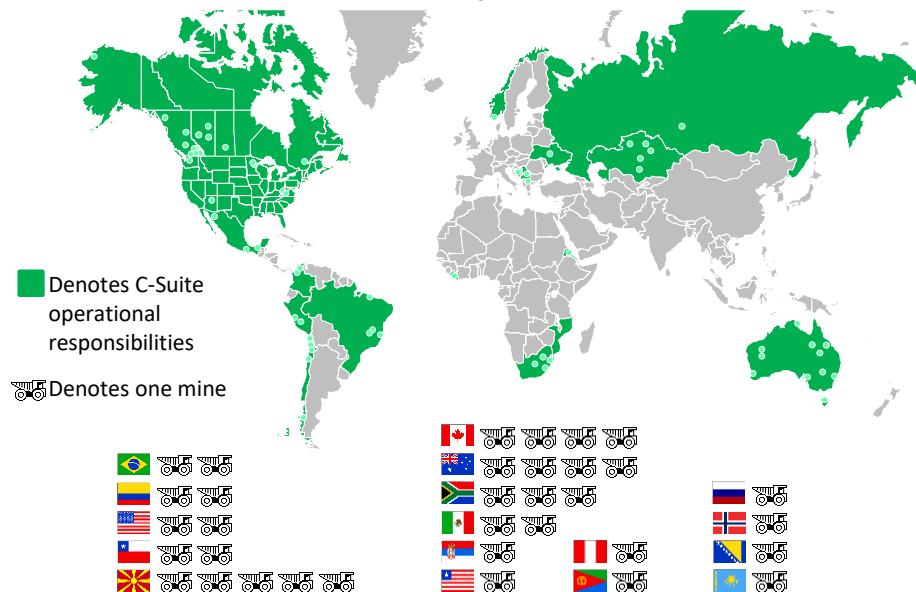 Denotes C-Suite
operational
responsibilities
Denotes one mine